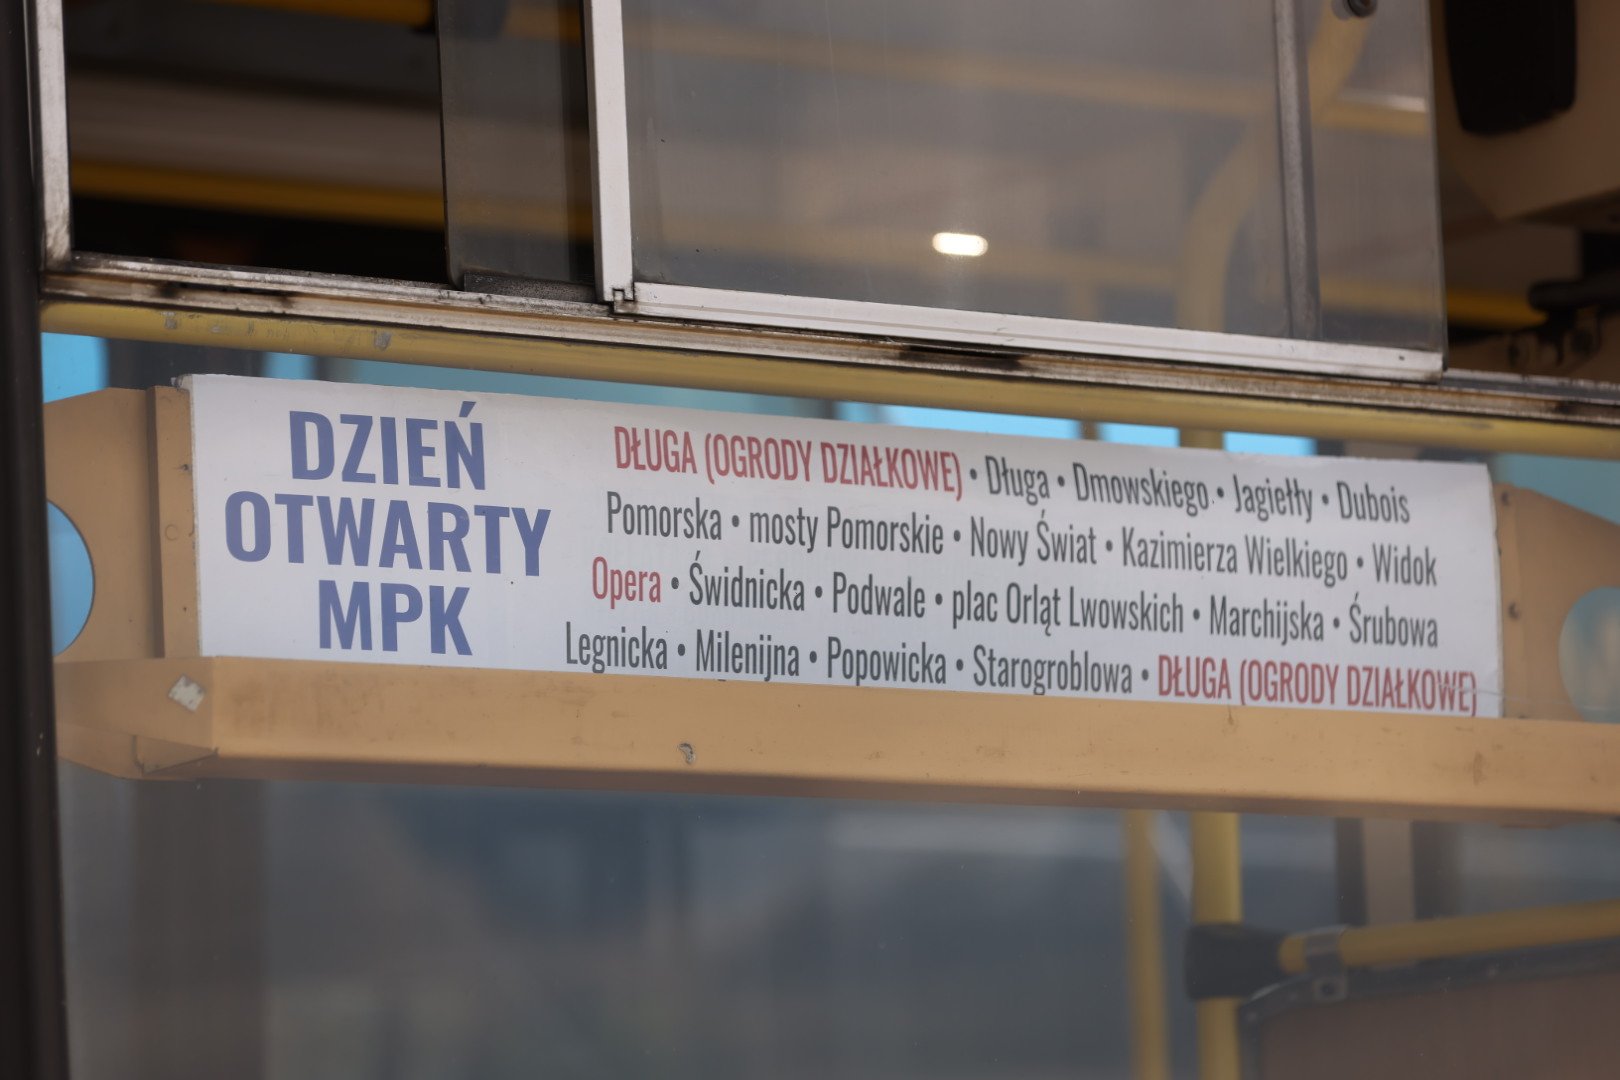 DZIEŃ
OTWARTY
MPK
DŁUGA (OGRODY DZIAŁKOWE) • Długa • Dmowskiego • Jagiełły • Dubois
Pomorska • mosty Pomorskie • Nowy Świat • Kazimierza Wielkiego • Widok
Opera • Świdnicka • Podwale • plac Orląt Lwowskich • Marchijska • Śrubowa
Legnicka • Milenijna • Popowicka • Starogroblowa • DŁUGA (OGRODY DZIAŁKOWE)